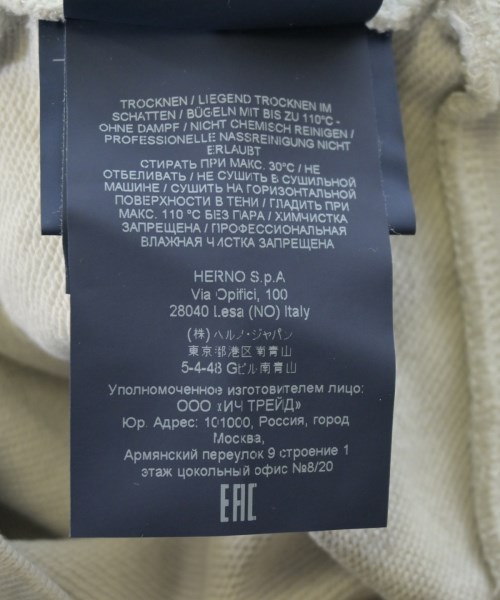 TROCKNEN / LIEGEND TROCKNEN IM
SCHATTEN / BÜGELN MIT BIS ZU 110°C -
OHNE DAMPF / NICHT CHEMISCH REINIGEN /
PROFESSIONELLE NASSREINIGUNG NICHT
ERLAUBT
СТИРАТЬ ПРИ МАКС. 30°C / НЕ
ОТБЕЛИВАТЬ / НЕ СУШИТЬ В СУШИЛЬНОЙ
МАШИНЕ / СУШИТЬ НА ГОРИЗОНТАЛЬНОЙ
ПОВЕРХНОСТИ В ТЕНИ / ГЛАДИТЬ ПРИ
МАКС. 110 °C БЕЗ ПАРА / ХИМЧИСТКА
ЗАПРЕЩЕНА / ПРОФЕССИОНАЛЬНАЯ
ВЛАЖНАЯ ЧИСТКА ЗАПРЕЩЕНА
HERNO S.p.A
Via Opifici, 100
28040 Lesa (NO) Italy
(株) ヘルノ・ジャパン
東京都港区南青山
5-4-48 Gビル南青山
Уполномоченное изготовителем лицо:
ООО «ИЧ ТРЕЙД»
Юр. Адрес: 101000, Россия, город
Москва,
Армянский переулок 9 строение 1
этаж цокольный офис №8/20
EAC